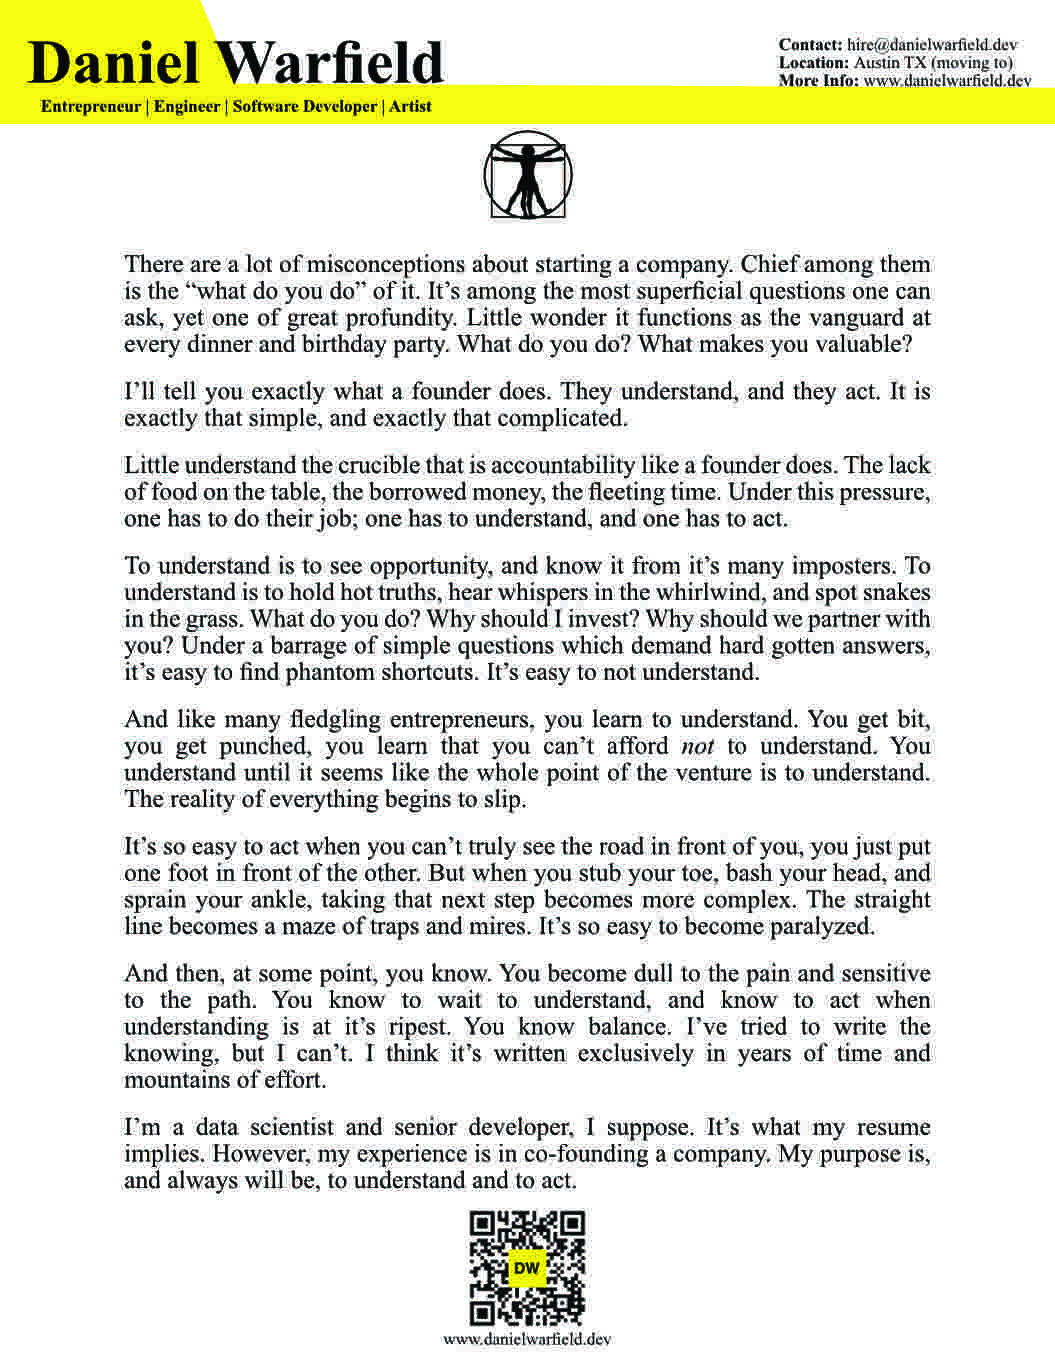 Daniel Warfield
Entrepreneur | Engineer | Software Developer | Artist
Contact: hire@danielwarfield.dev
Location: Austin TX (moving to)
More Info: www.danielwarfield.dev
There are a lot of misconceptions about starting a company. Chief among them
is the “what do you do” of it. It’s among the most superficial questions one can
ask, yet one of great profundity. Little wonder it functions as the vanguard at
every dinner and birthday party. What do you do? What makes you valuable?
I’ll tell you exactly what a founder does. They understand, and they act. It is
exactly that simple, and exactly that complicated.
Little understand the crucible that is accountability like a founder does. The lack
of food on the table, the borrowed money, the fleeting time. Under this pressure,
one has to do their job; one has to understand, and one has to act.
To understand is to see opportunity, and know it from it’s many imposters. To
understand is to hold hot truths, hear whispers in the whirlwind, and spot snakes
in the grass. What do you do? Why should I invest? Why should we partner with
you? Under a barrage of simple questions which demand hard gotten answers,
it’s easy to find phantom shortcuts. It’s easy to not understand.
And like many fledgling entrepreneurs, you learn to understand. You get bit,
you get punched, you learn that you can’t afford not to understand. You
understand until it seems like the whole point of the venture is to understand.
The reality of everything begins to slip.
It’s so easy to act when you can’t truly see the road in front of you, you just put
one foot in front of the other. But when you stub your toe, bash your head, and
sprain your ankle, taking that next step becomes more complex. The straight
line becomes a maze of traps and mires. It’s so easy to become paralyzed.
And then, at some point, you know. You become dull to the pain and sensitive
to the path. You know to wait to understand, and know to act when
understanding is at it’s ripest. You know balance. I’ve tried to write the
knowing, but I can’t. I think it’s written exclusively in years of time and
mountains of effort.
I’m a data scientist and senior developer, I suppose. It’s what my resume
implies. However, my experience is in co-founding a company. My purpose is,
and always will be, to understand and to act.
DW
www.danielwarfield.dev